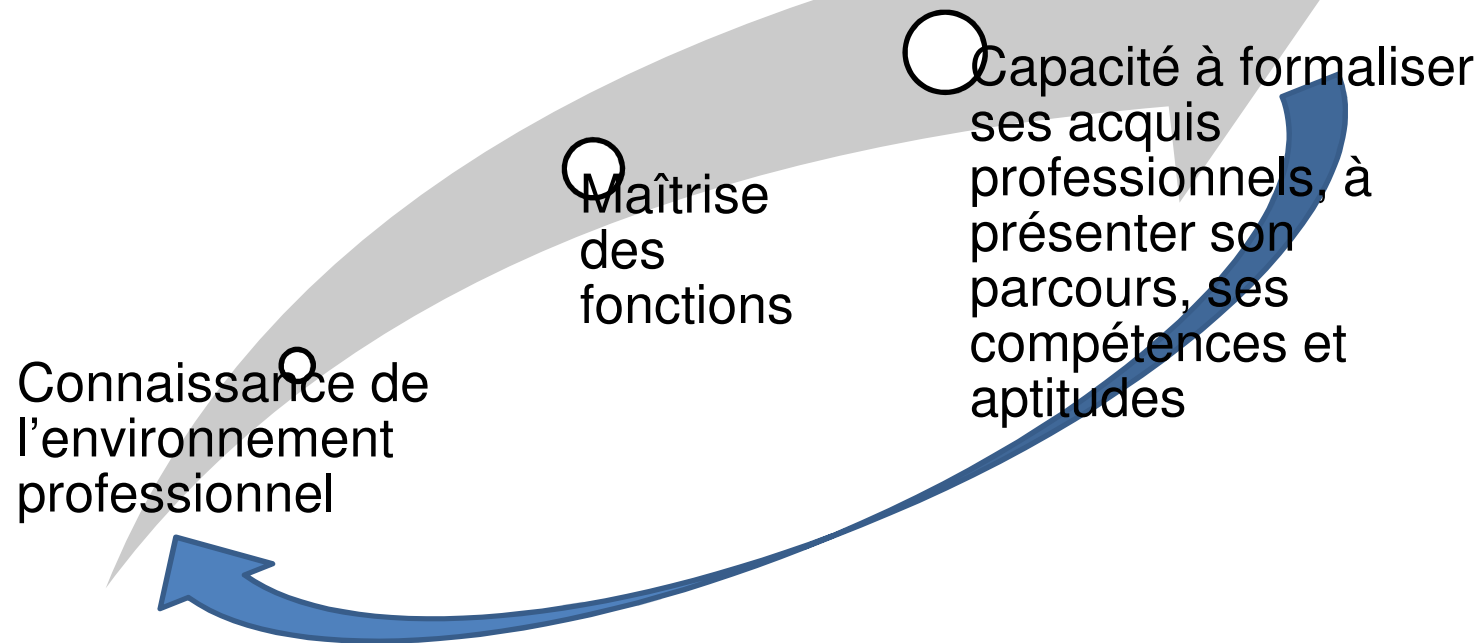 Connaissance de
l’environnement
professionnel
Maîtrise
des
fonctions
Capacité à formaliser
ses acquis
professionnels, à
présenter son
parcours, ses
compétences et
aptitudes